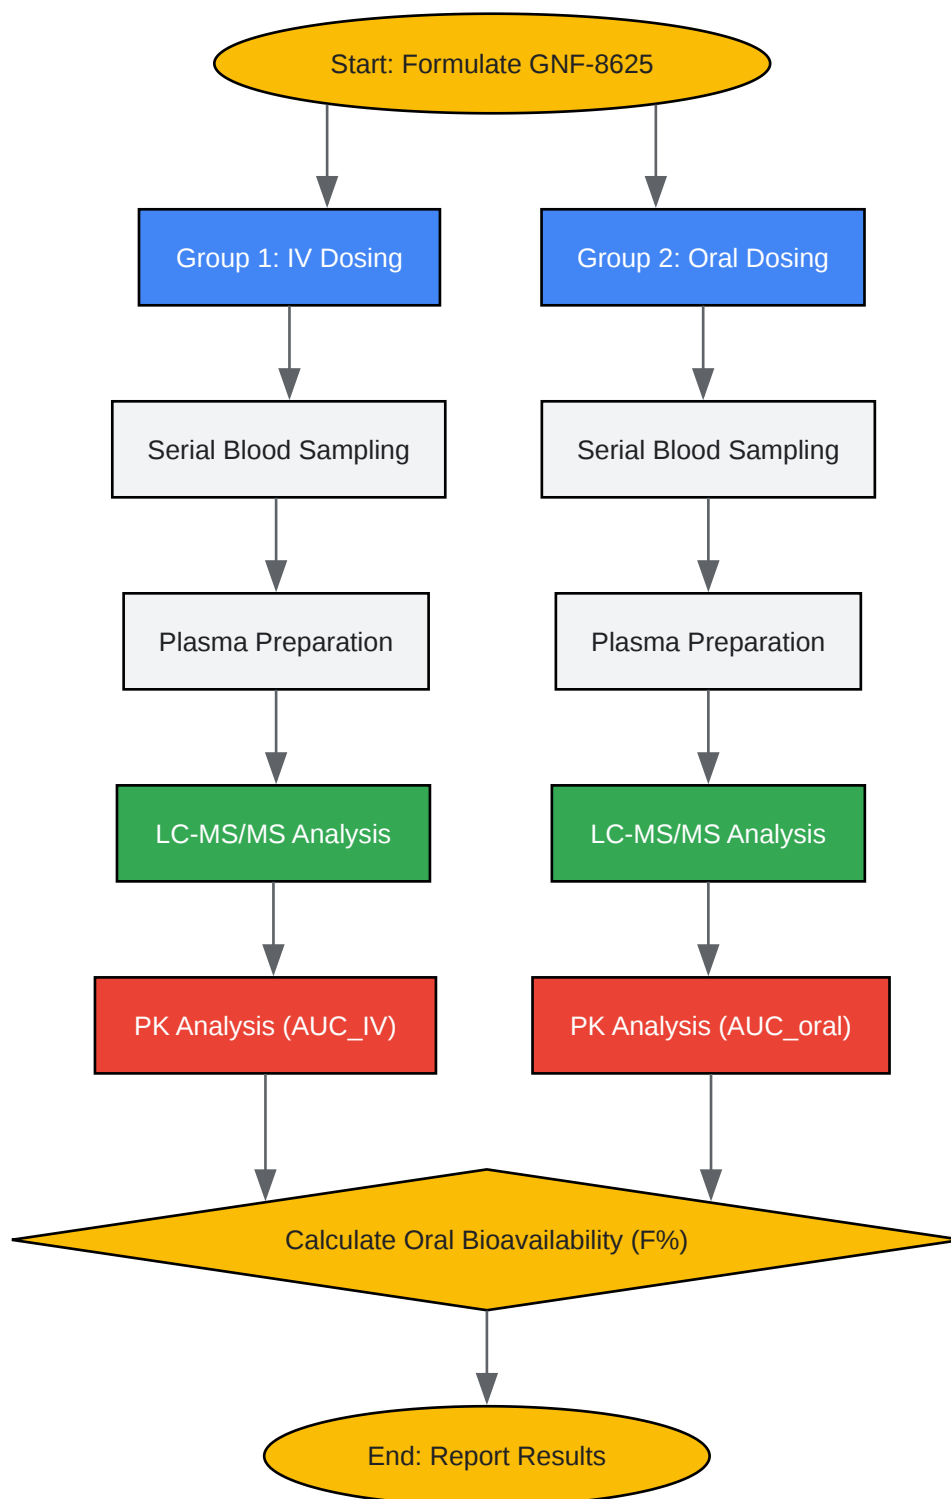 Start: Formulate GNF-8625
Group 1: IV Dosing
Group 2: Oral Dosing
Serial Blood Sampling
Serial Blood Sampling
Plasma Preparation
Plasma Preparation
LC-MS/MS Analysis
LC-MS/MS Analysis
PK Analysis (AUC_IV)
PK Analysis (AUC_oral)
Calculate Oral Bioavailability (F%)
End: Report Results